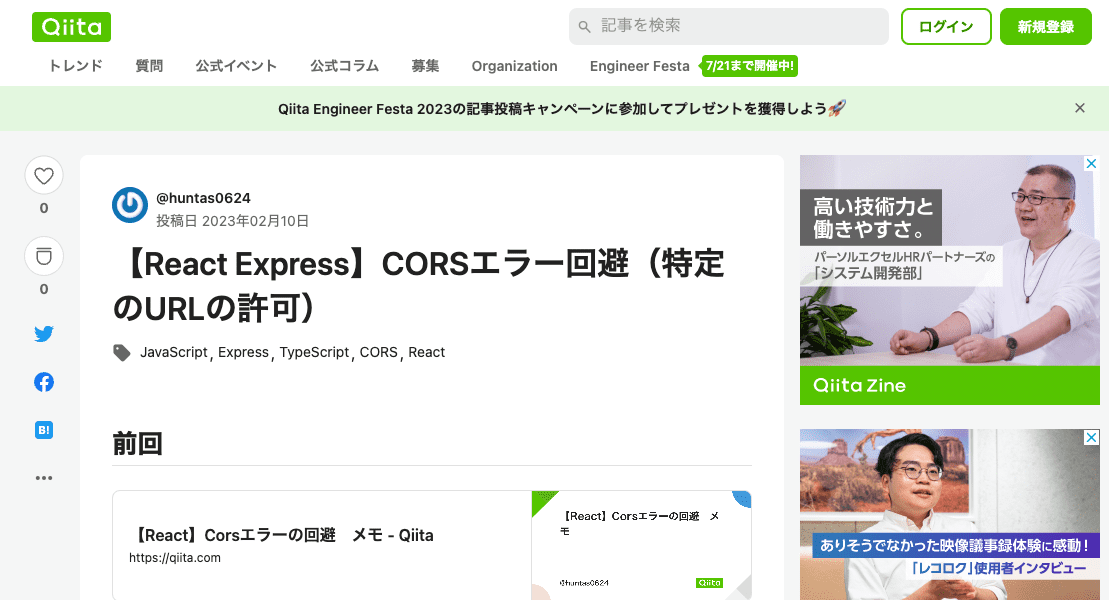 Qiita
記事を検索
ログイン
新規登録
トレンド
質問
公式イベント
公式コラム
募集
Organization
Engineer Festa
7/21まで開催中!
Qiita Engineer Festa 2023の記事投稿キャンペーンに参加してプレゼントを獲得しよう🚀
0
0
B!
@huntas0624
投稿日 2023年02月10日
【React Express】CORSエラー回避（特定
のURLの許可）
JavaScript, Express, TypeScript, CORS, React
前回
【React】Corsエラーの回避　メモ - Qiita
https://qiita.com
【React】Corsエラーの回避　メ
モ
@huntas0624
Qiita
高い技術力と
働きやすさ。
パーソルエクセルHRパートナーズの
「システム開発部」
Qiita Zine
ありそうでなかった映像議事録体験に感動！
「レコロク」使用者インタビュー